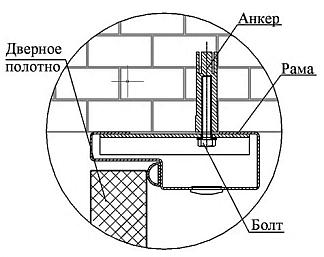 Анкер
Дверное
полотно
Рама
Болт